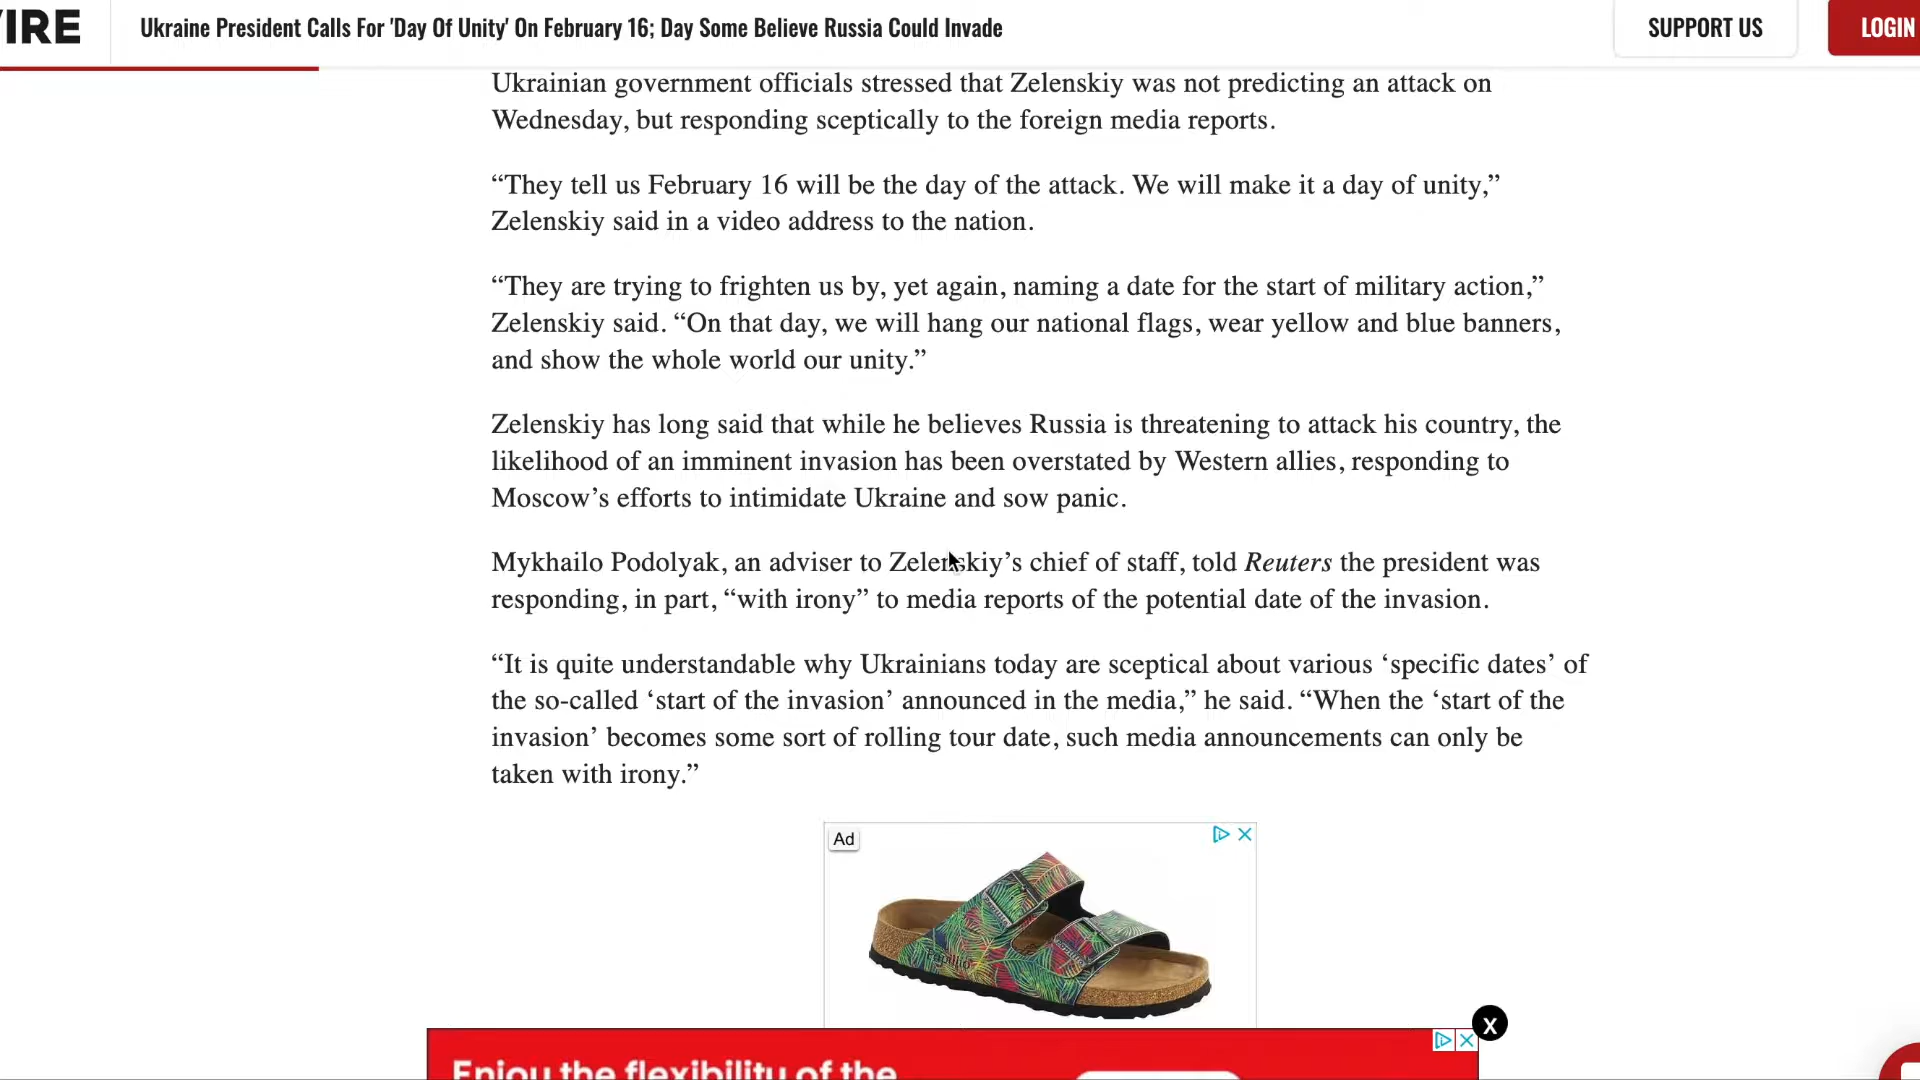 IRE
Ukraine President Calls For 'Day Of Unity' On February 16; Day Some Believe Russia Could Invade
SUPPORT US
LOGIN
Ukrainian government officials stressed that Zelenskiy was not predicting an attack on
Wednesday, but responding sceptically to the foreign media reports.
“They tell us February 16 will be the day of the attack. We will make it a day of unity,”
Zelenskiy said in a video address to the nation.
“They are trying to frighten us by, yet again, naming a date for the start of military action,”
Zelenskiy said. “On that day, we will hang our national flags, wear yellow and blue banners,
and show the whole world our unity.”
Zelenskiy has long said that while he believes Russia is threatening to attack his country, the
likelihood of an imminent invasion has been overstated by Western allies, responding to
Moscow’s efforts to intimidate Ukraine and sow panic.
Mykhailo Podolyak, an adviser to Zelenskiy’s chief of staff, told Reuters the president was
responding, in part, “with irony” to media reports of the potential date of the invasion.
“It is quite understandable why Ukrainians today are sceptical about various ‘specific dates’ of
the so-called ‘start of the invasion’ announced in the media,” he said. “When the ‘start of the
invasion’ becomes some sort of rolling tour date, such media announcements can only be
taken with irony.”
Ad
Papillio
X
Enjoy the flexibility of the